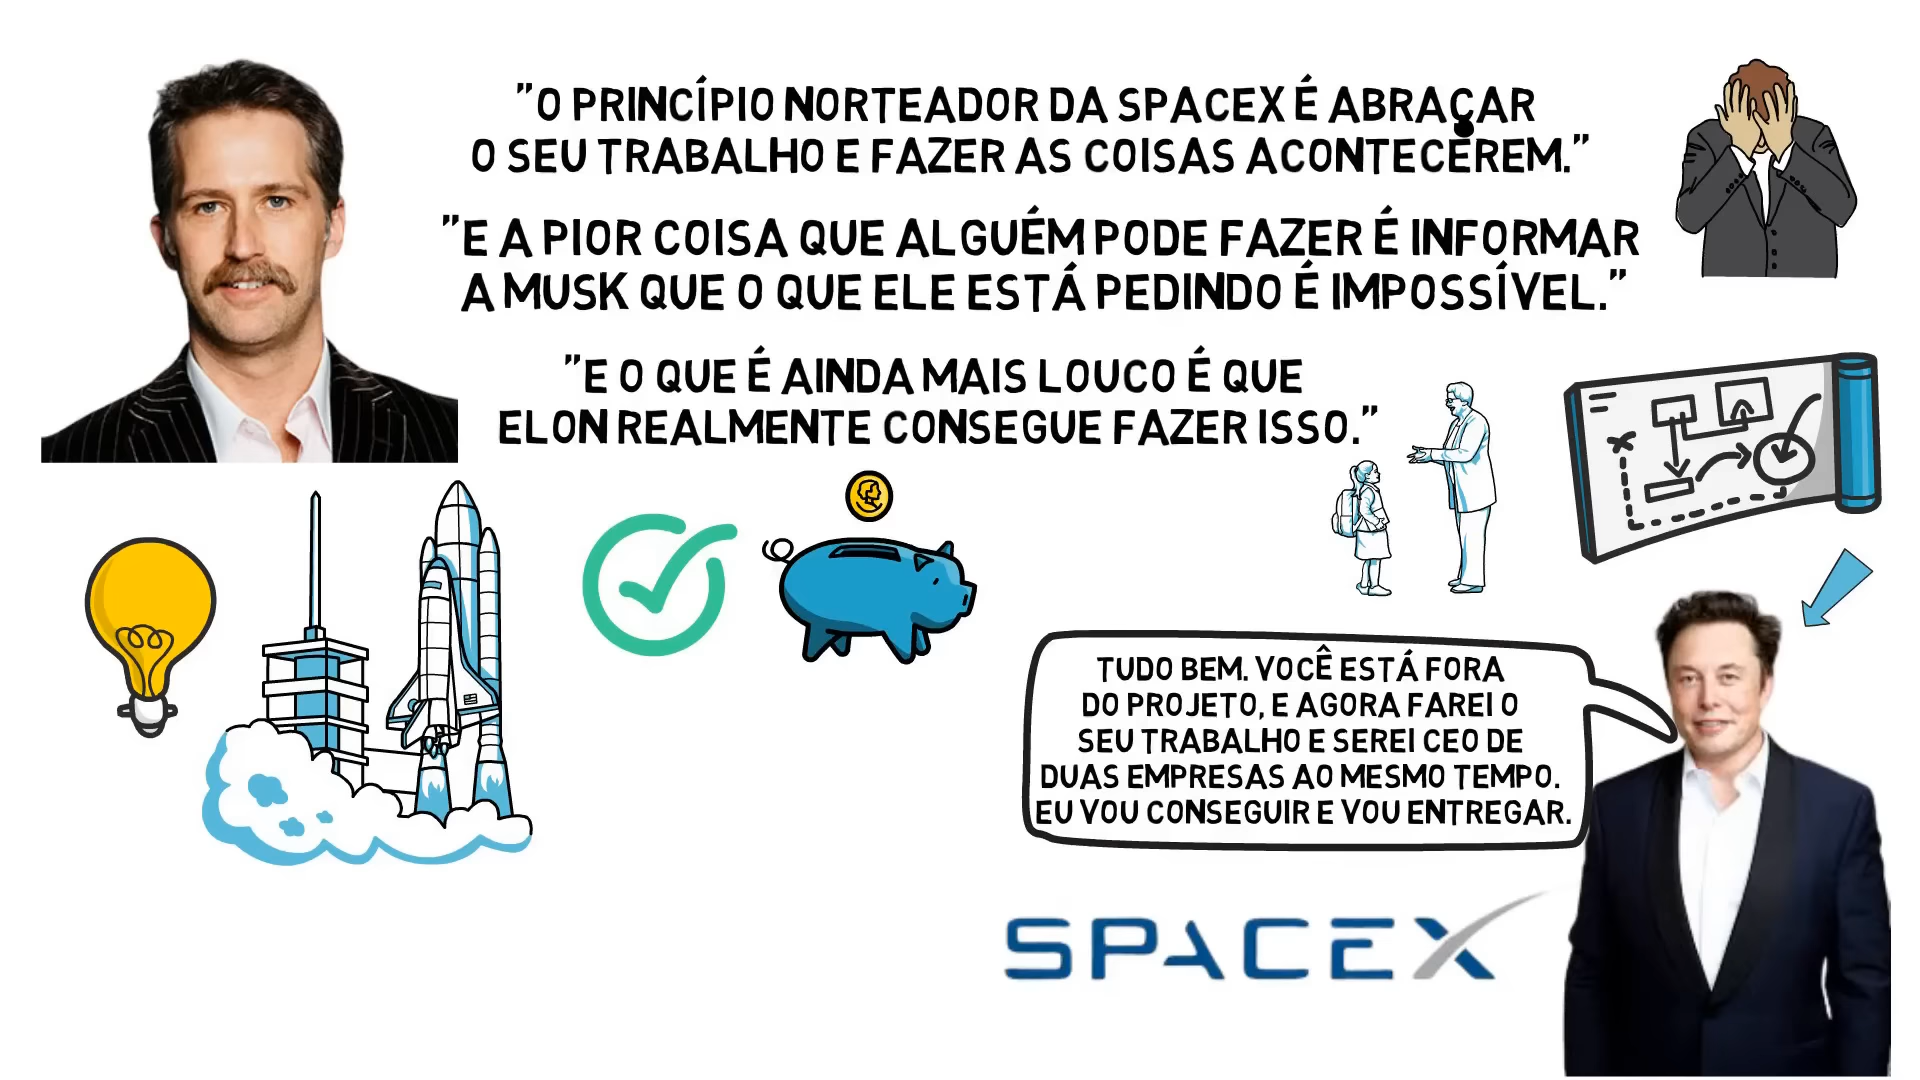 "O PRINCÍPIO NORTEADOR DA SPACEX É ABRAÇAR
O SEU TRABALHO E FAZER AS COISAS ACONTECEREM."
"E A PIOR COISA QUE ALGUÉM PODE FAZER É INFORMAR
A MUSK QUE O QUE ELE ESTÁ PEDINDO É IMPOSSÍVEL."
"E O QUE É AINDA MAIS LOUCO É QUE
ELON REALMENTE CONSEGUE FAZER ISSO."
TUDO BEM. VOCÊ ESTÁ FORA
DO PROJETO, E AGORA FAREI O
SEU TRABALHO E SEREI CEO DE
DUAS EMPRESAS AO MESMO TEMPO.
EU VOU CONSEGUIR E VOU ENTREGAR.
SPACEX